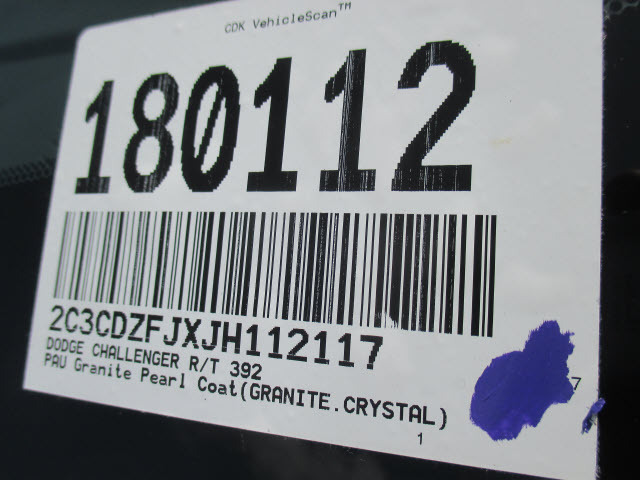 CDK VehicleScan™
180112
2C3CDZFJXJH112117
DODGE CHALLENGER R/T 392
PAU Granite Pearl Coat(GRANITE.CRYSTAL)
7
1